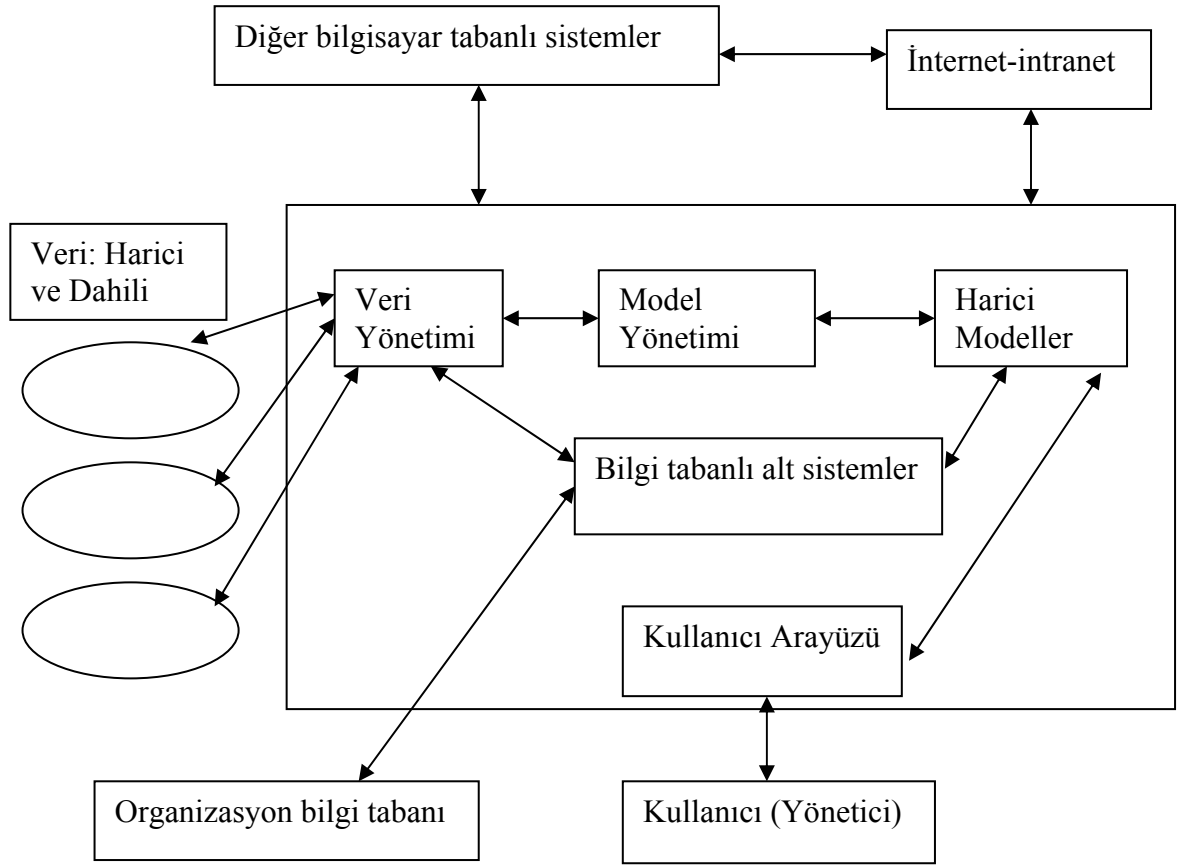 Diğer bilgisayar tabanlı sistemler
İnternet-intranet
Veri: Harici
ve Dahili
Veri
Yönetimi
Model
Yönetimi
Harici
Modeller
Bilgi tabanlı alt sistemler
Kullanıcı Arayüzü
Organizasyon bilgi tabanı
Kullanıcı (Yönetici)